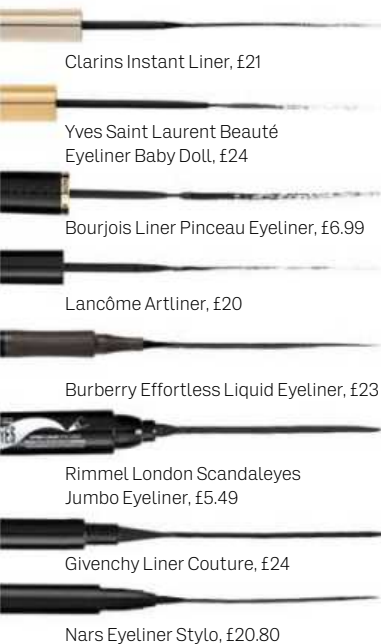 Clarins Instant Liner, £21
Yves Saint Laurent Beauté
Eyeliner Baby Doll, £24
Bourjois Liner Pinceau Eyeliner, £6.99
Lancôme Artliner, £20
Burberry Effortless Liquid Eyeliner, £23
YES
Rimmel London Scandaleyes
Jumbo Eyeliner, £5.49
Givenchy Liner Couture, £24
Nars Eyeliner Stylo, £20.80